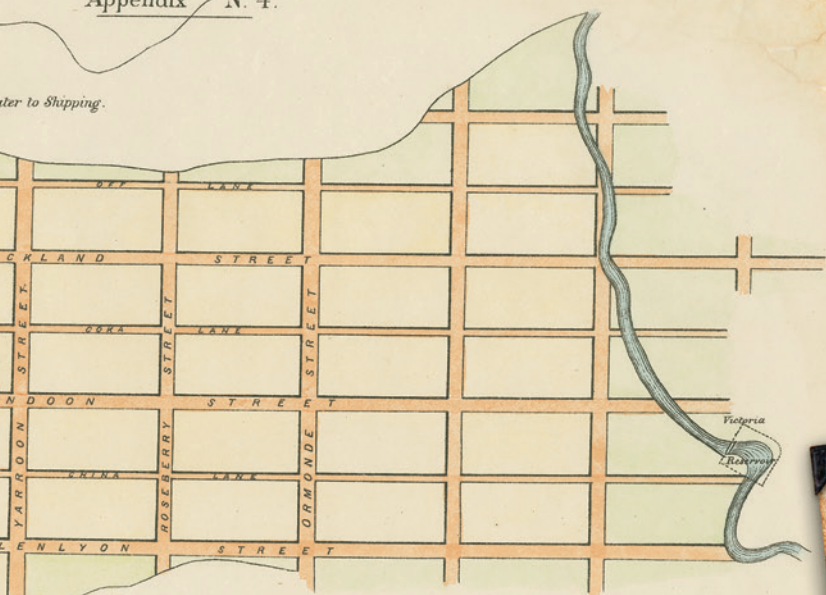 Appendix N. 4.
ater to Shipping.
OFF LANE
CKLAND STREET
YARROON STREET
ROSEBERRY STREET
ORMONDE STREET
LANE
NDOON STREET
Victoria
Reservoir
CHINA LANE
LENLYON STREET